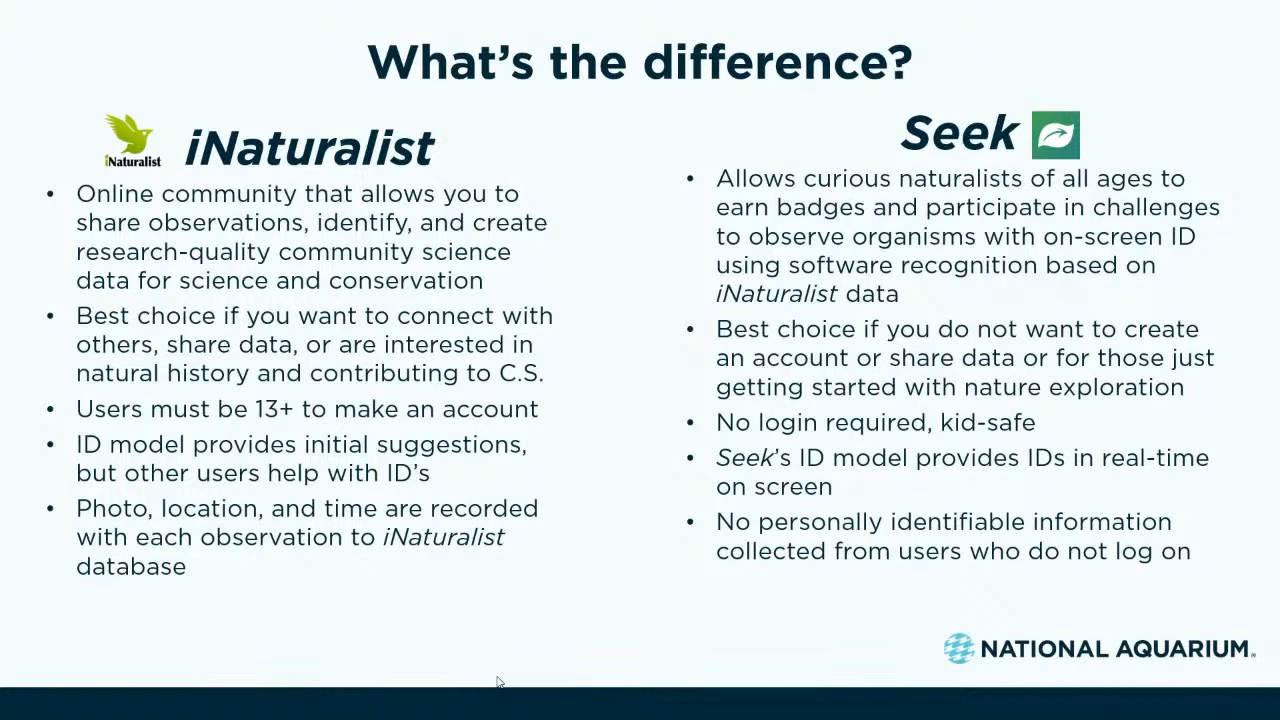 What's the difference?
iNaturalist
iNaturalist
• Online community that allows you to
share observations, identify, and create
research-quality community science
data for science and conservation
• Best choice if you want to connect with
others, share data, or are interested in
natural history and contributing to C.S.
• Users must be 13+ to make an account
• ID model provides initial suggestions,
but other users help with ID's
• Photo, location, and time are recorded
with each observation to iNaturalist
database
Seek
• Allows curious naturalists of all ages to
earn badges and participate in challenges
to observe organisms with on-screen ID
using software recognition based on
iNaturalist data
• Best choice if you do not want to create
an account or share data or for those just
getting started with nature exploration
• No login required, kid-safe
• Seek's ID model provides IDs in real-time
on screen
• No personally identifiable information
collected from users who do not log on
NATIONAL AQUARIUM®